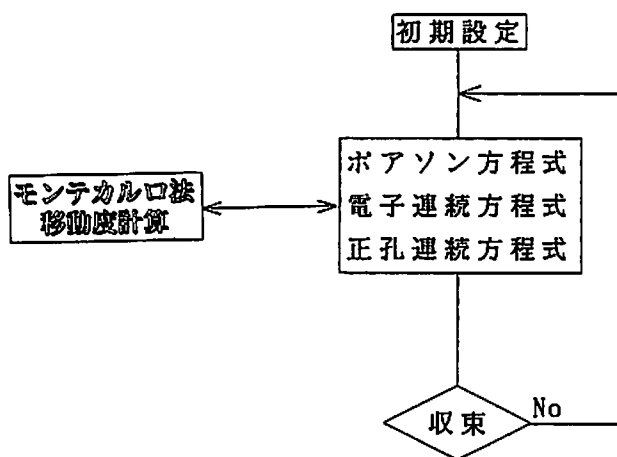 初期設定
ポアソン方程式
電子連続方程式
正孔連続方程式
モンテカルロ法
移動度計算
収束
No